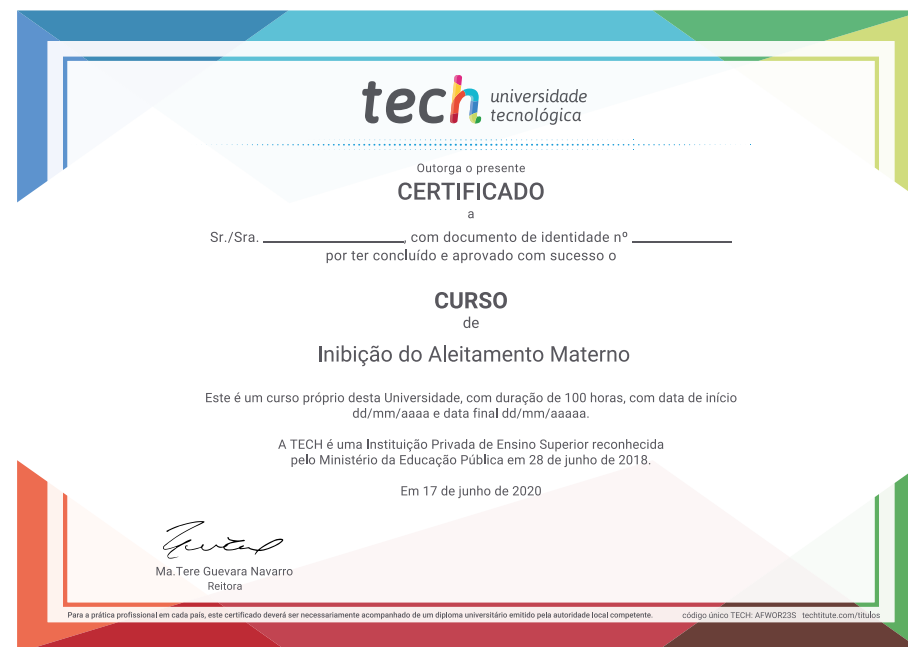 tech universidade
tecnológica
Outorga o presente
CERTIFICADO
a
Sr./Sra. ____________, com documento de identidade nº ____________
por ter concluído e aprovado com sucesso o
CURSO
de
Inibição do Aleitamento Materno
Este é um curso próprio desta Universidade, com duração de 100 horas, com data de início
dd/mm/aaaa e data final dd/mm/aaaaa.
A TECH é uma Instituição Privada de Ensino Superior reconhecida
pelo Ministério da Educação Pública em 28 de junho de 2018.
Em 17 de junho de 2020
Ma.Tere Guevara Navarro
Reitora
Para a prática profissional em cada país, este certificado deverá ser necessariamente acompanhado de um diploma universitário emitido pela autoridade local competente. código único TECH: AFWOR23S techtitute.com/titulos